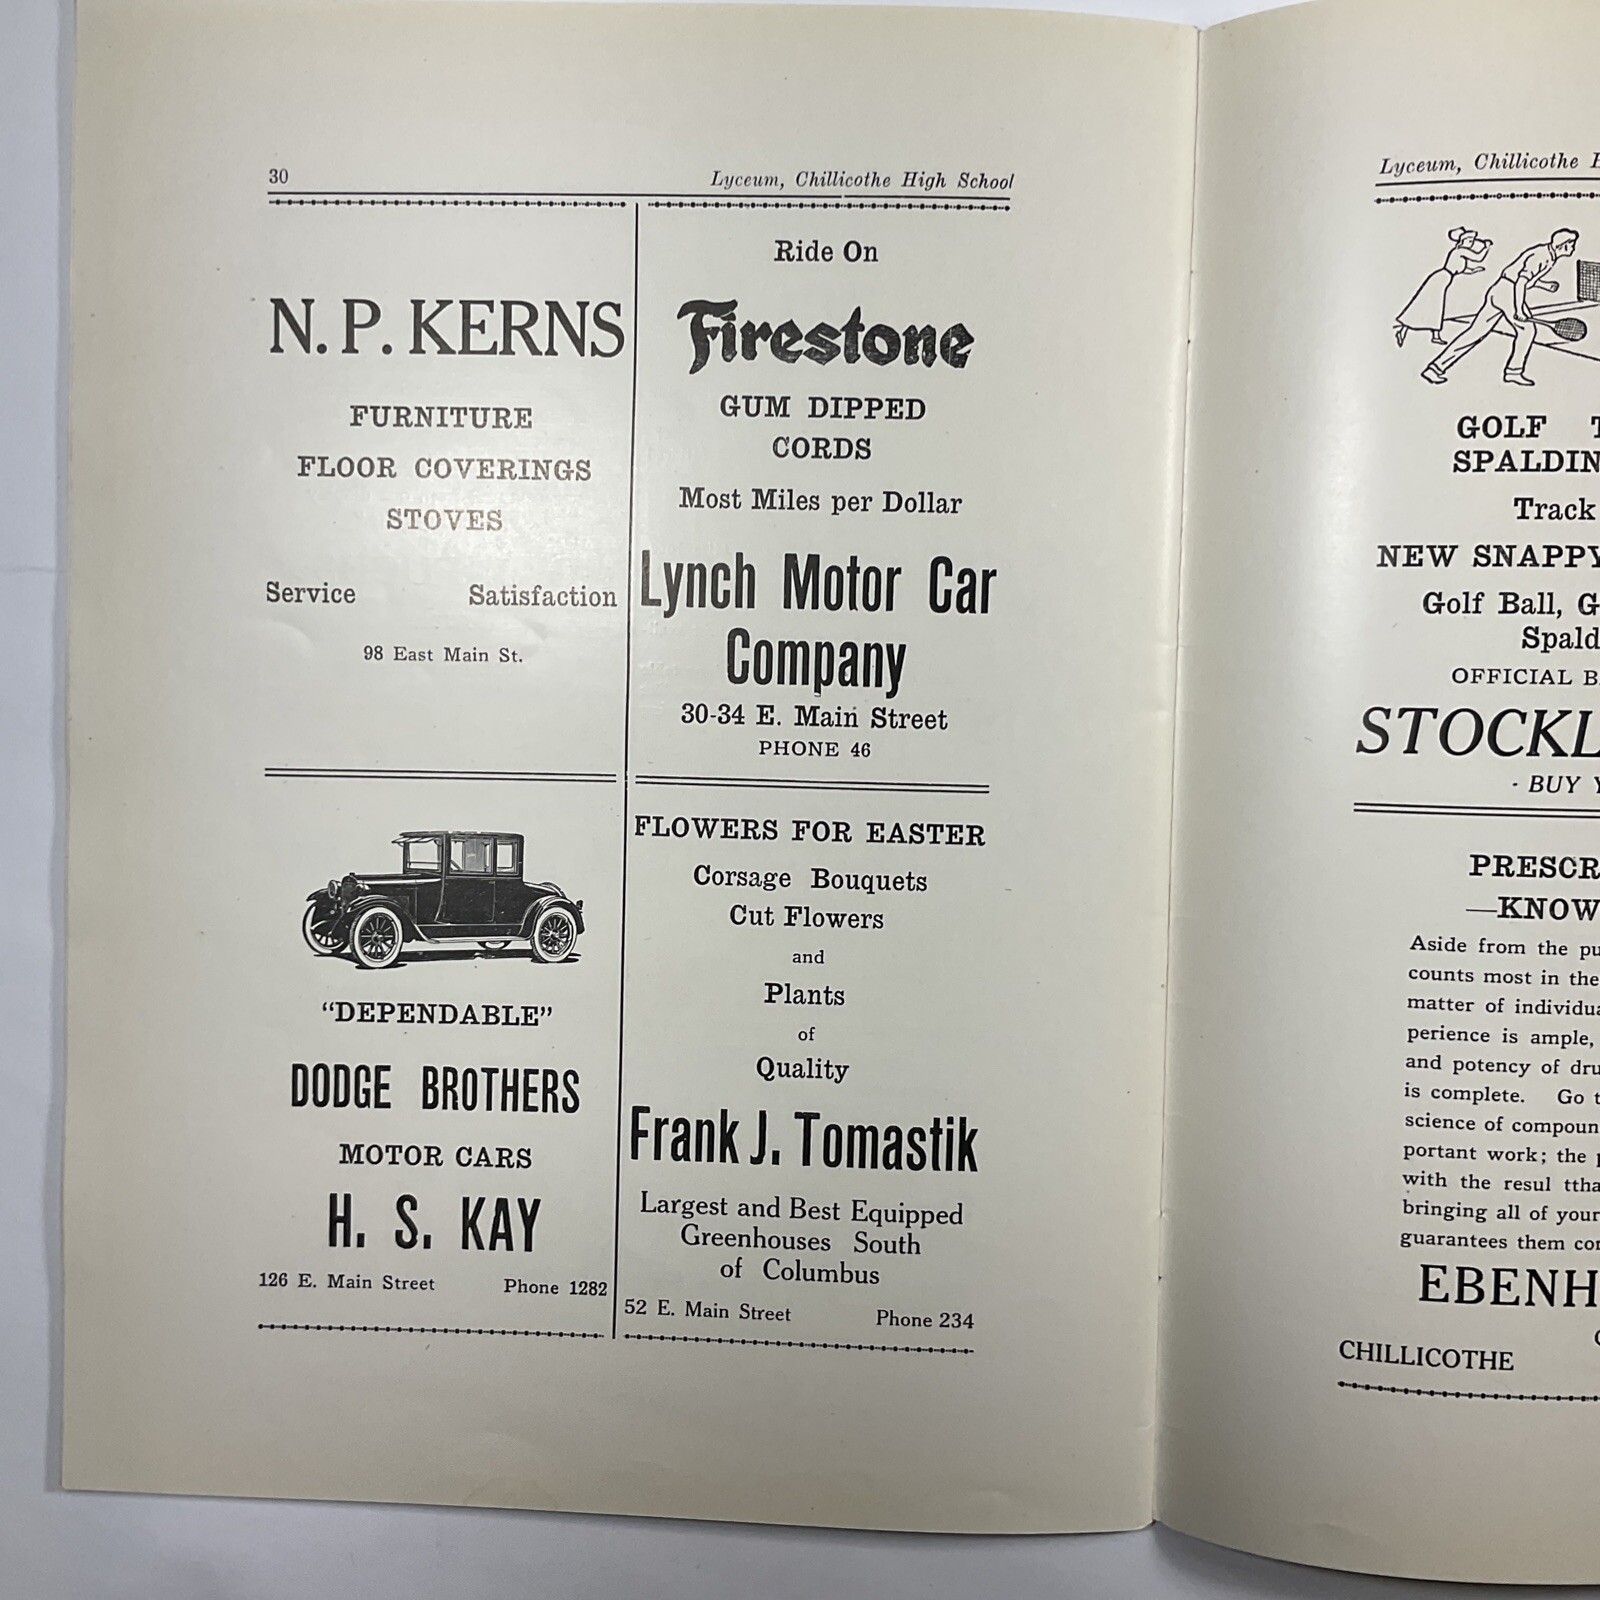 30
Lyceum, Chillicothe High School
N. P. KERNS
FURNITURE
FLOOR COVERINGS
STOVES
Service Satisfaction
98 East Main St.
Ride On
Firestone
GUM DIPPED
CORDS
Most Miles per Dollar
Lynch Motor Car
Company
30-34 E. Main Street
PHONE 46
"DEPENDABLE"
DODGE BROTHERS
MOTOR CARS
H. S. KAY
126 E. Main Street Phone 1282
FLOWERS FOR EASTER
Corsage Bouquets
Cut Flowers
and
Plants
of
Quality
Frank J. Tomastik
Largest and Best Equipped
Greenhouses South
of Columbus
52 E. Main Street Phone 234
Lyceum, Chillicothe
GOLF
SPALDIN
Track
NEW SNAPPY
Golf Ball, G
Spald
OFFICIAL B
STOCKL
- BUY
PRESCR
—KNOW
Aside from the pu
counts most in the
matter of individua
perience is ample,
and potency of dru
is complete. Go t
science of compoun
portant work; the
with the resul ttha
bringing all of your
guarantees them cor
EBENH
CHILLICOTHE